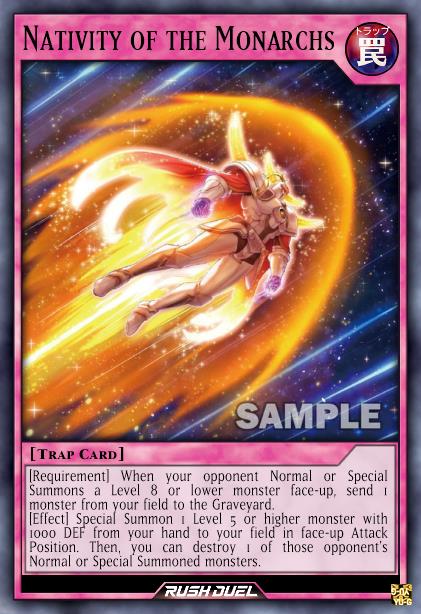 Nativity of the Monarchs
トラップ
罠
SAMPLE
[Trap Card]
[Requirement] When your opponent Normal or Special
Summons a Level 8 or lower monster face-up, send 1
monster from your field to the Graveyard.
[Effect] Special Summon 1 Level 5 or higher monster with
1000 DEF from your hand to your field in face-up Attack
Position. Then, you can destroy 1 of those opponent's
Normal or Special Summoned monsters.
RUSH DUEL